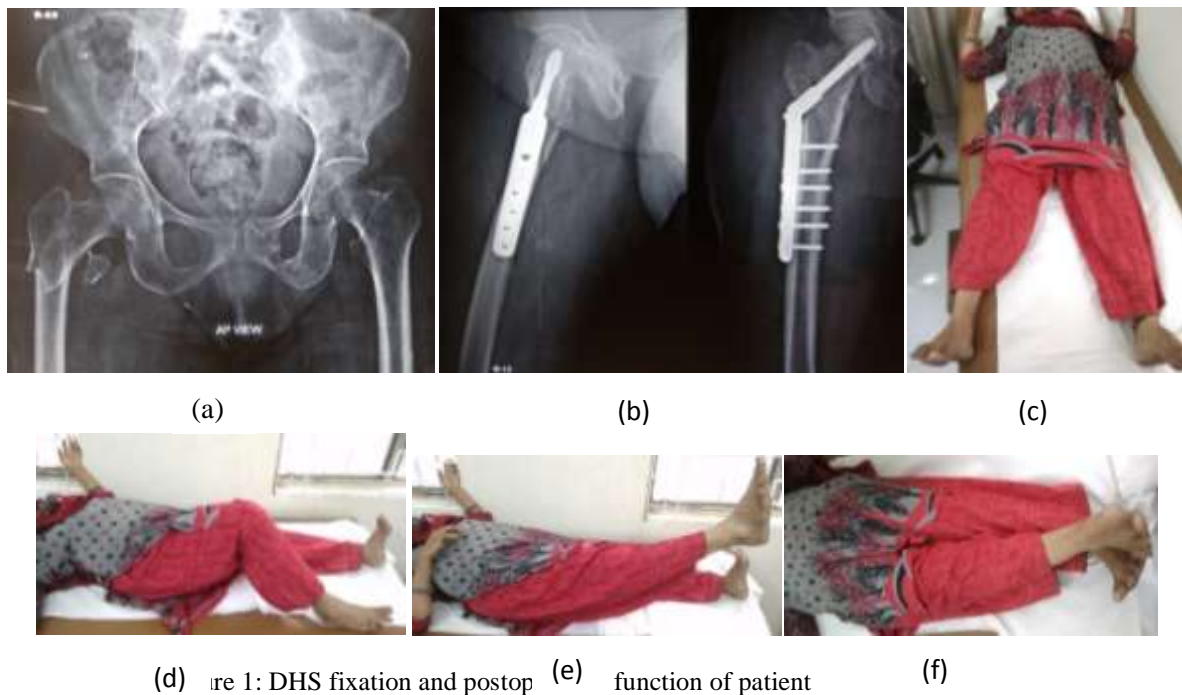 AP VIEW
(a)
(b)
(c)
(d) re 1: DHS fixation and postop (e) function of patient (f)